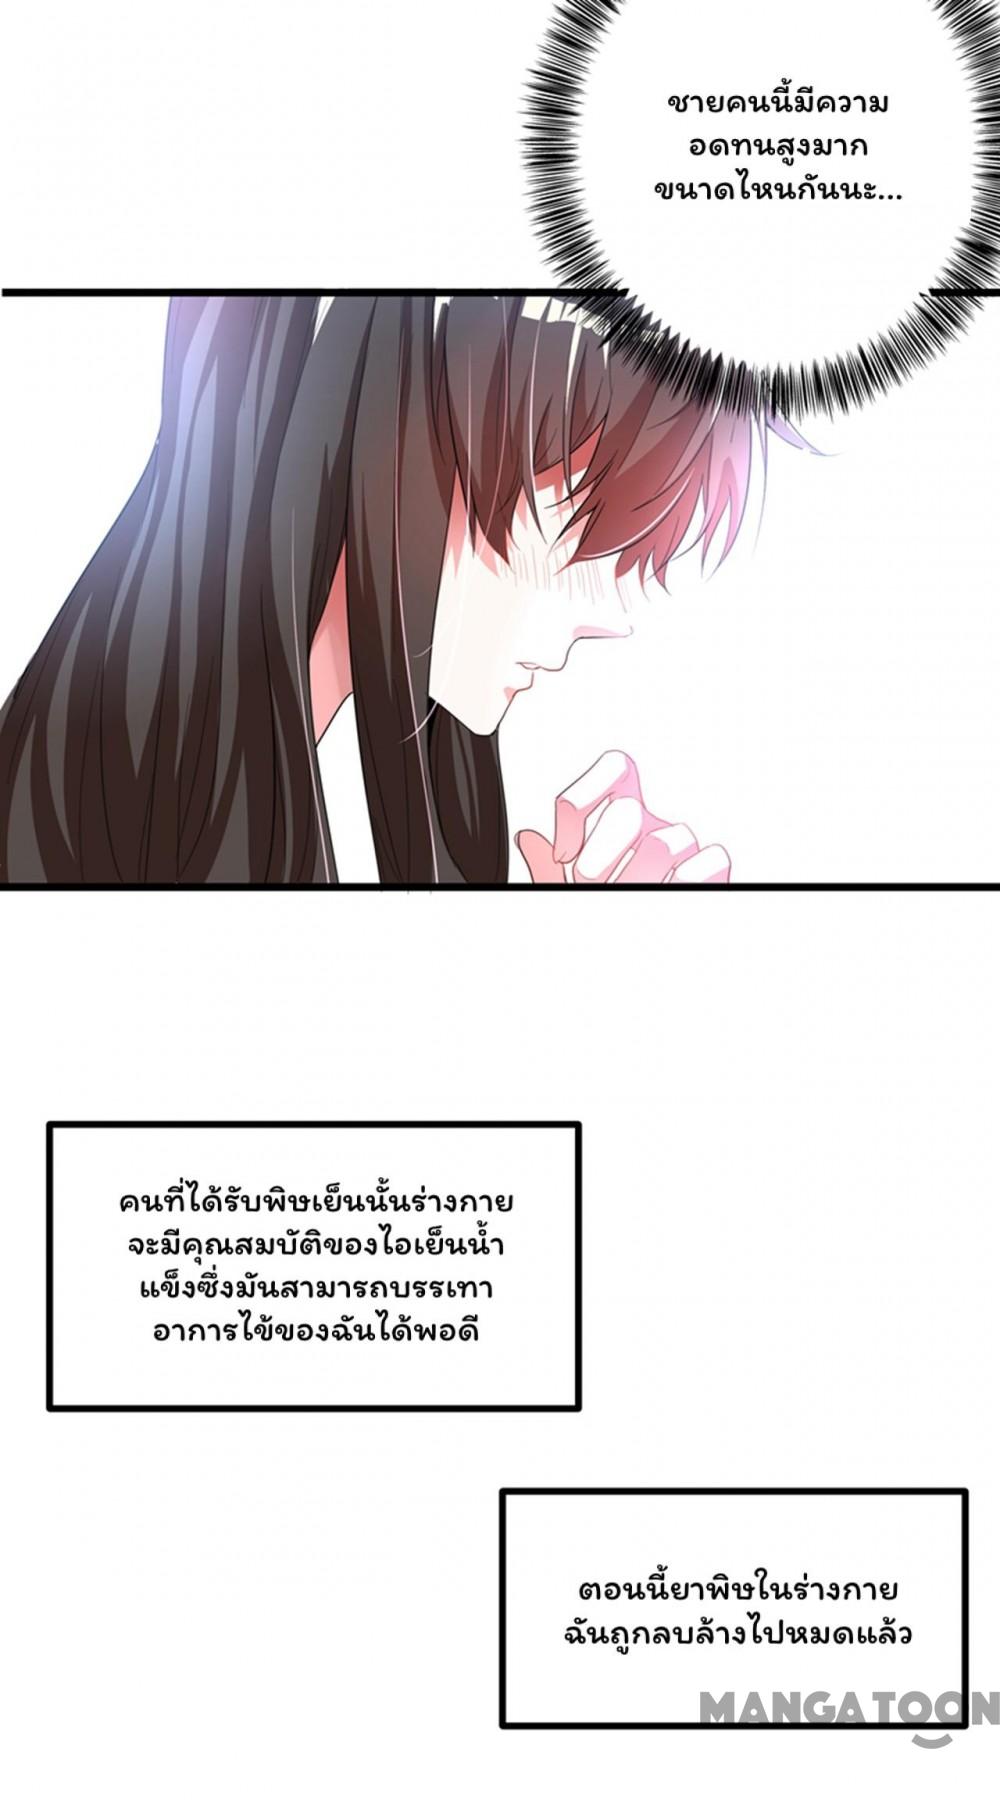 ชายคนนี้มีความ
อดทนสูงมาก
ขนาดไหนกันนะ...
คนที่ได้รับพิษเย็นนั้นร่างกาย
จะมีคุณสมบัติของไอเย็นน้ำ
แข็งซึ่งมันสามารถบรรเทา
อาการไข้ของฉันได้พอดี
ตอนนี้ยาพิษในร่างกาย
ฉันถูกลบล้างไปหมดแล้ว
MANGATOON